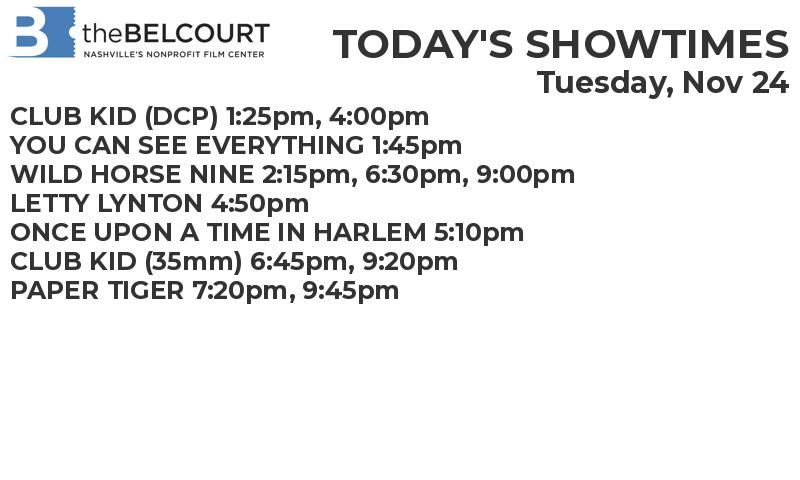 B theBELCOURT
NASHVILLE'S NONPROFIT FILM CENTER
TODAY'S SHOWTIMES
Tuesday, Nov 24
CLUB KID (DCP) 1:25pm, 4:00pm
YOU CAN SEE EVERYTHING 1:45pm
WILD HORSE NINE 2:15pm, 6:30pm, 9:00pm
LETTY LYNTON 4:50pm
ONCE UPON A TIME IN HARLEM 5:10pm
CLUB KID (35mm) 6:45pm, 9:20pm
PAPER TIGER 7:20pm, 9:45pm